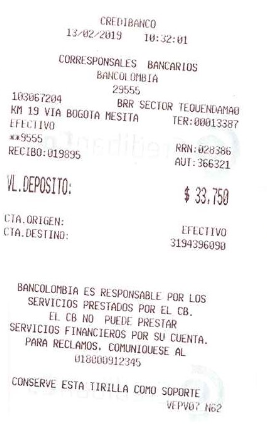 CREDIBANCO
13/02/2019 10:32:01
CORRESPONSALES BANCARIOS
BANCOLOMBIA
29555
103067204 BRR SECTOR TEQUENDAMAO
KM 19 VIA BOGOTA MESITA TER:00013387
EFECTIVO
**9555 RRN:028386
RECIBO:019895 AUT:366321
VL.DEPOSITO: $ 33,750
CTA.ORIGEN: EFECTIVO
CTA.DESTINO: 3194396090
BANCOLOMBIA ES RESPONSABLE POR LOS
SERVICIOS PRESTADOS POR EL CB.
EL CB NO PUEDE PRESTAR
SERVICIOS FINANCIEROS POR SU CUENTA.
PARA RECLAMOS, COMUNIQUESE AL
018000912345
CONSERVE ESTA TIRILLA COMO SOPORTE
VEPV07_N62